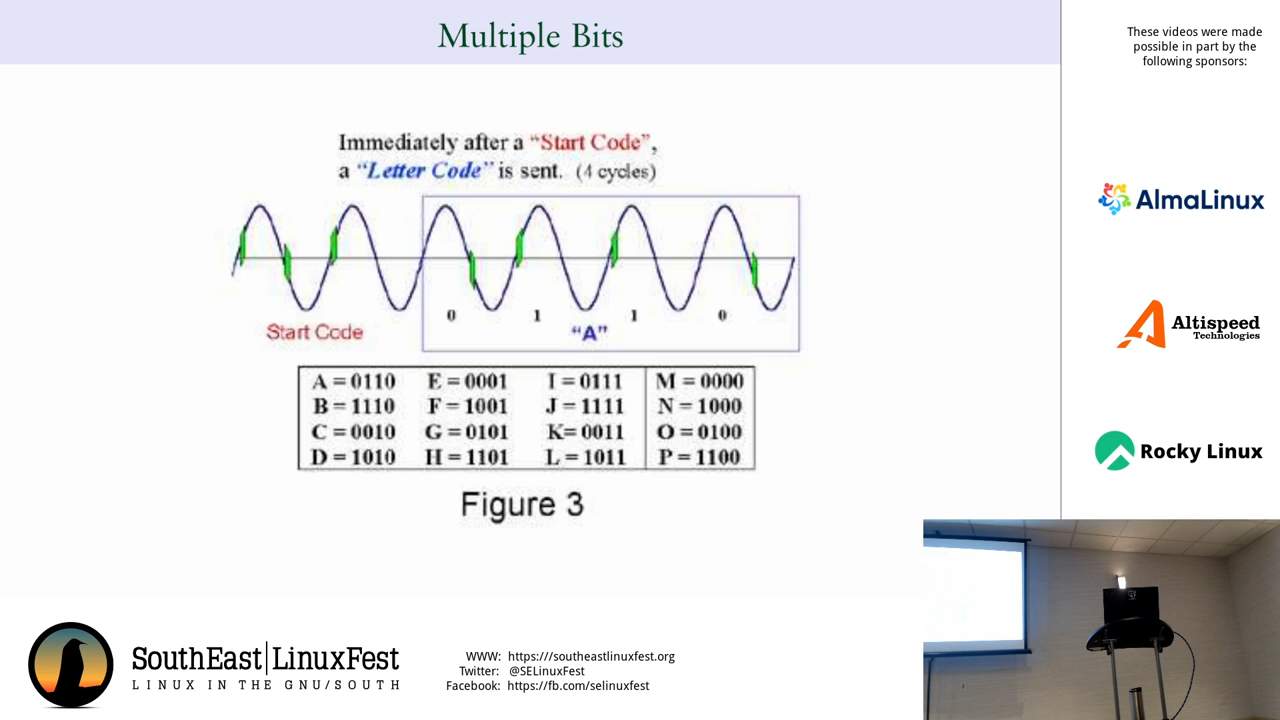 Multiple Bits
Immediately after a “Start Code”,
a “Letter Code” is sent. (4 cycles)
0 1 1 0
Start Code
“A”
A = 0110 E = 0001 I = 0111 M = 0000
B = 1110 F = 1001 J = 1111 N = 1000
C = 0010 G = 0101 K= 0011 O = 0100
D = 1010 H = 1101 L = 1011 P = 1100
Figure 3
These videos were made
possible in part by the
following sponsors:
AlmaLinux
Altispeed
Technologies
Rocky Linux
SouthEast|LinuxFest
LINUX IN THE GNU/SOUTH
WWW: https:///southeastlinuxfest.org
Twitter: @SELinuxFest
Facebook: https://fb.com/selinuxfest